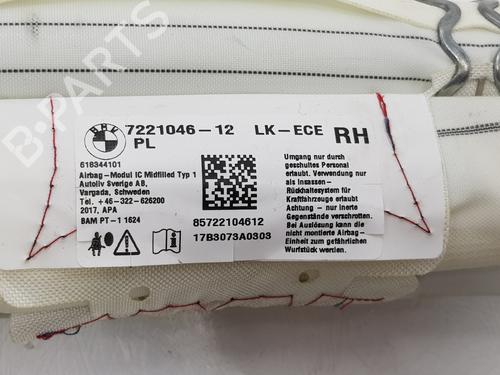 BMW
7221046-12 LK-ECE RH
PL
618344101
Airbag-Modul IC Midfilled Typ 1
Autoliv Sverige AB,
Vargada, Schweden
Tel. +46-322-626200
2017, APA
BAM PT-1 1624
85722104612
17B3073A0303
Umgang nur durch
geschultes Personal
erlaubt. Verwendung nur
als Insassen-
Rückhaltesystem für
Kraftfahrzeuge erlaubt
Achtung - nur inerte
Gegenstände verschrotten.
Bei Auslösung kann die
nicht montierte Airbag-
Einheit zum gefährlichen
Wurfstück werden.
B-PARTS